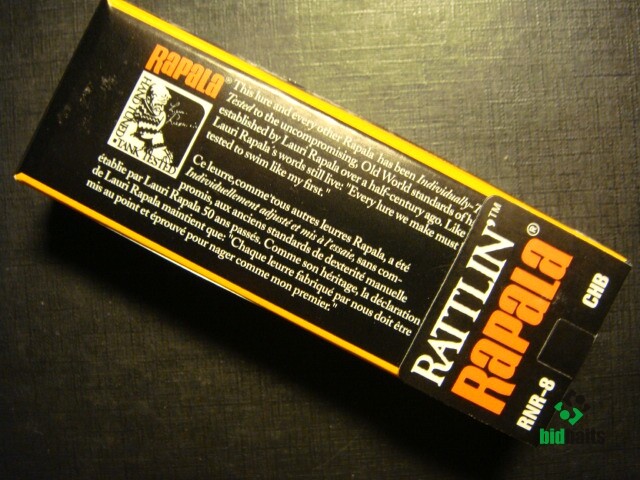 RAPALA®
HAND TUNED
TANK TESTED
This lure and every other Rapala has been Individually-
Tested to the uncompromising, Old World standards of
established by Lauri Rapala over a half-century ago. Like
Lauri Rapala's words still live: "Every lure we make must
tested to swim like my first."
Ce leurre,comme tous autres leurres Rapala, a été
Individuellement adjusté et mis à l'essaie, sans com-
promis, aux anciens standards de dexterité manuelle
établie par Lauri Rapala 50 ans passés. Comme son héritage, la déclaration
de Lauri Rapala maintient que: "Chaque leurre fabriqué par nous doit être
mis au point et éprouvé pour nager comme mon premier."
RATTLIN'™
RAPALA®
RNR-8 CHB
bidbaits